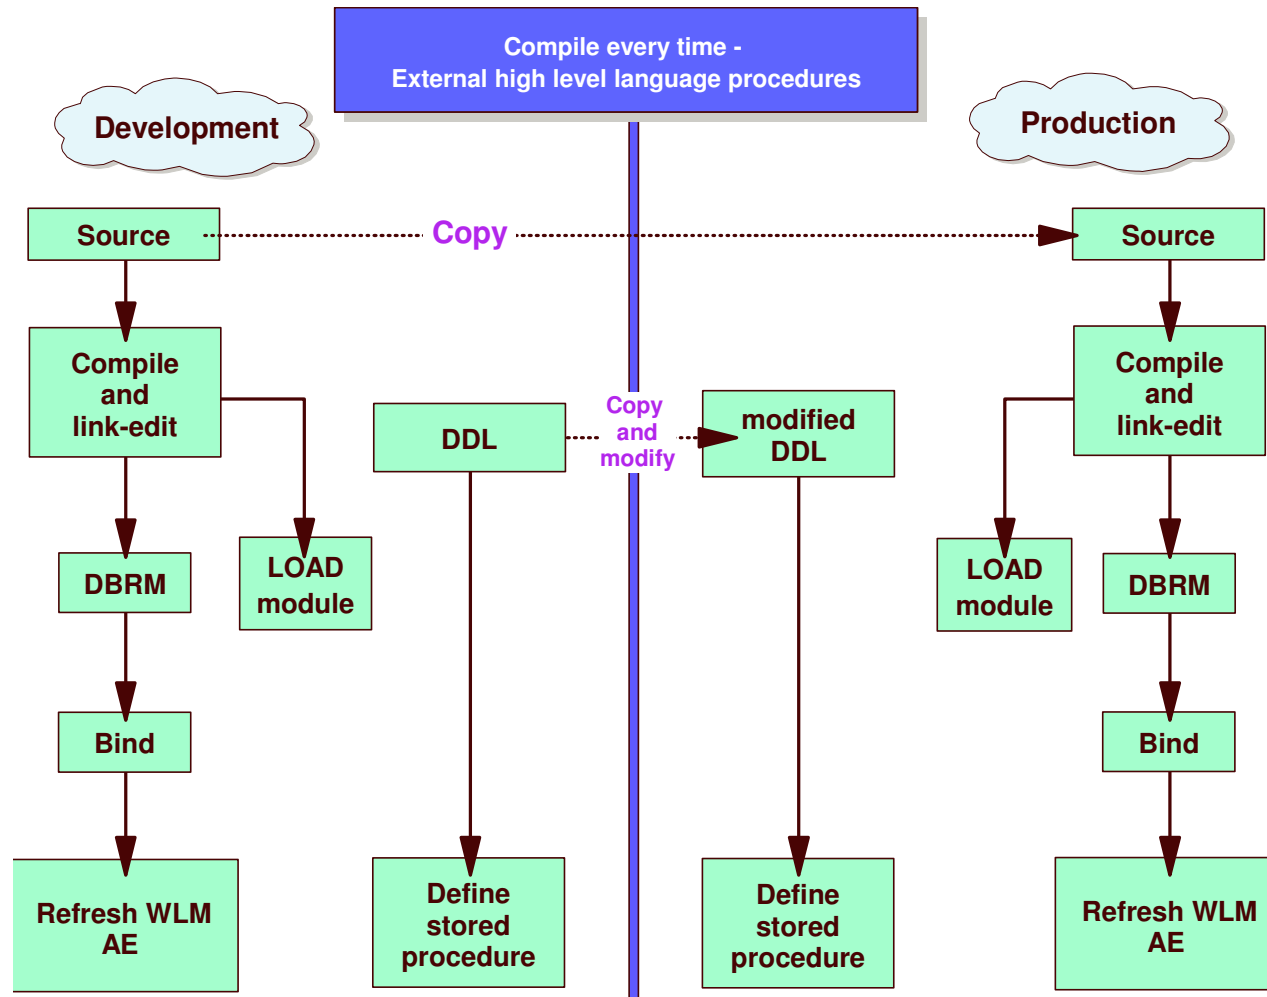 Compile every time -
External high level language procedures
Development
Production
Source
Copy
Source
Compile
and
link-edit
DDL
Copy
and
modify
modified
DDL
Compile
and
link-edit
DBRM
LOAD
module
LOAD
module
DBRM
Bind
Bind
Refresh WLM
AE
Define
stored
procedure
Define
stored
procedure
Refresh WLM
AE